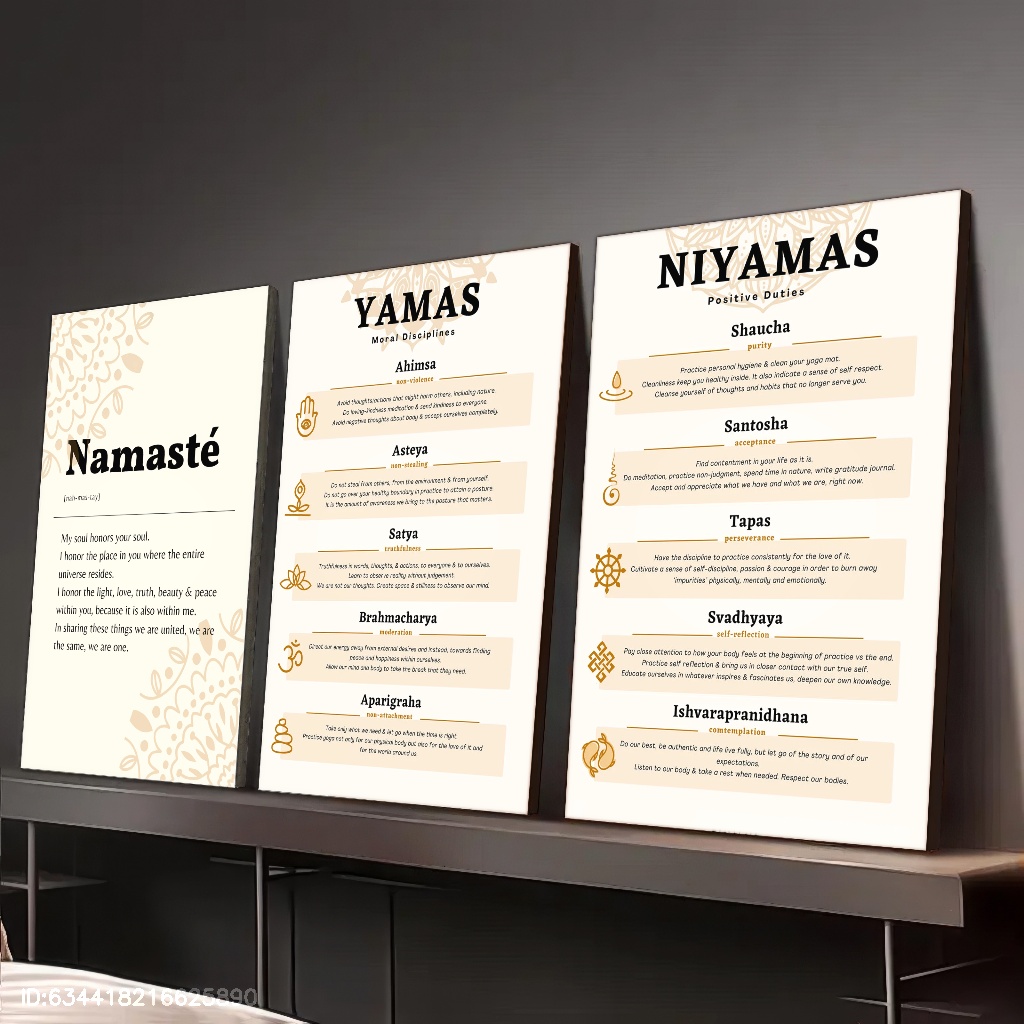 Namasté
[nan-mas-tay]
My soul honors your soul.
I honor the place in you where the entire
universe resides.
I honor the light, love, truth, beauty & peace
within you, because it is also within me.
In sharing these things we are united, we are
the same, we are one.
YAMAS
Moral Disciplines
Ahimsa
non-violence
Avoid thoughts/actions that might harm others, including nature.
Do loving-kindness meditation & send kindness to everyone.
Avoid negative thoughts about body & accept ourselves completely.
Asteya
non-stealing
Do not steal from others, from the environment & from yourself.
Do not go over your healthy boundary in practice to attain a posture.
It is the amount of awareness we bring to the posture that matters.
Satya
truthfulness
Truthfulness in words, thoughts, & actions, to everyone & to ourselves.
Learn to observe reality without judgement.
We are not our thoughts. Create space & stillness to observe our mind.
Brahmacharya
moderation
Direct our energy away from external desires and instead, towards finding
peace and happiness within ourselves.
Allow our mind and body to take the break that they need.
Aparigraha
non-attachment
Take only what we need & let go when the time is right.
Practice yoga not only for our physical body but also for the love of it and
for the world around us.
NIYAMAS
Positive Duties
Shaucha
purity
Practice personal hygiene & clean your yoga mat.
Cleanliness keep you healthy inside. It also indicate a sense of self respect.
Cleanse yourself of thoughts and habits that no longer serve you.
Santosha
acceptance
Find contentment in your life as it is.
Do meditation, practice non-judgment, spend time in nature, write gratitude journal.
Accept and appreciate what we have and what we are, right now.
Tapas
perseverance
Have the discipline to practice consistently for the love of it.
Cultivate a sense of self-discipline, passion & courage in order to burn away
'impurities' physically, mentally and emotionally.
Svadhyaya
self-reflection
Pay close attention to how your body feels at the beginning of practice vs the end.
Practice self reflection & bring us in closer contact with our true self.
Educate ourselves in whatever inspires & fascinates us, deepen our own knowledge.
Ishvarapranidhana
comtemplation
Do our best, be authentic and life live fully, but let go of the story and of our
expectations.
Listen to our body & take a rest when needed. Respect our bodies.
iD:634418216625890